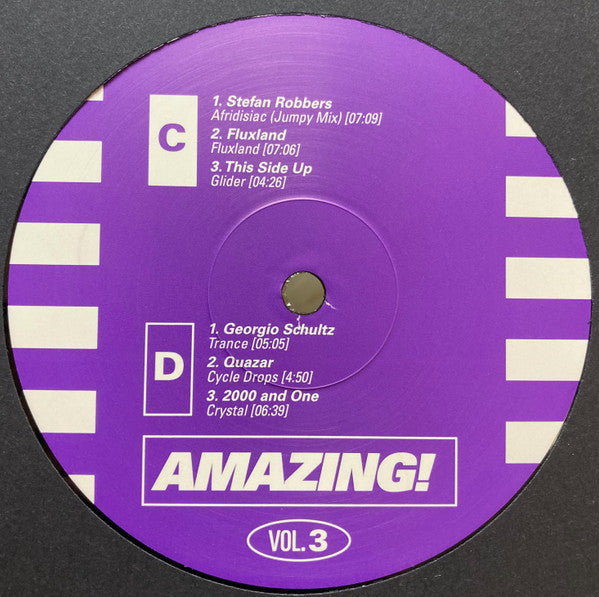 C
1. Stefan Robbers
Afridisiac (Jumpy Mix) [07:09]
2. Fluxland
Fluxland [07:06]
3. This Side Up
Glider [04:26]
D
1. Georgio Schultz
Trance [05:05]
2. Quazar
Cycle Drops [4:50]
3. 2000 and One
Crystal [06:39]
AMAZING!
VOL. 3